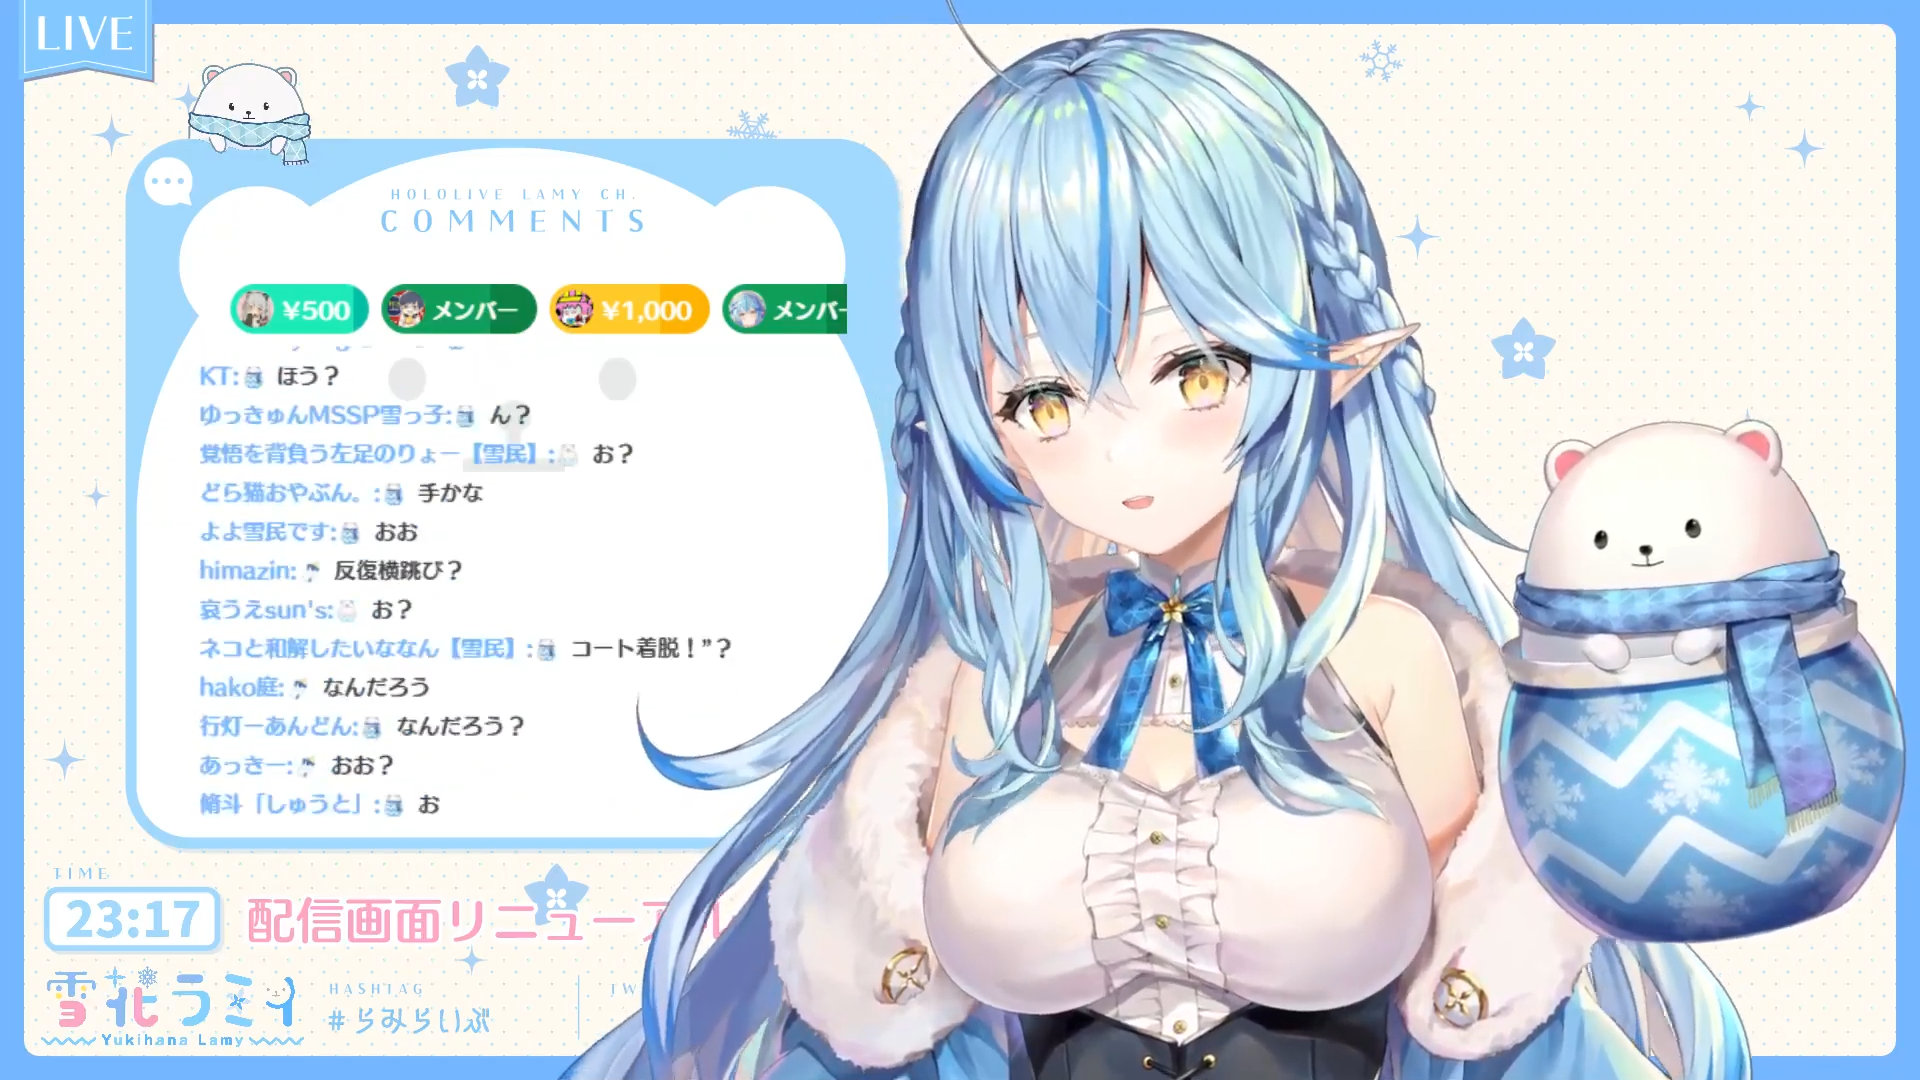 LIVE
HOLOLIVE LAMY CH.
COMMENTS
¥500
メンバー
¥1,000
メンバー
KT: ほう?
ゆっきゅんMSSP雪っ子: ん?
覚悟を背負う左足のりょー【雪民】: お?
どら猫おやぶん。: 手かな
よよ雪民です: おお
himazin: 反復横跳び?
哀うえsun's: お?
ネコと和解したいななん【雪民】: コート着脱!”?
hako庭: なんだろう
行灯ーあんどん: なんだろう?
あっきー: おお?
脩斗「しゅうと」: お
TIME
23:17
配信画面リニューアル
雪花ラミィ
Yukihana Lamy
HASHTAG
#らみらいぶ
TW